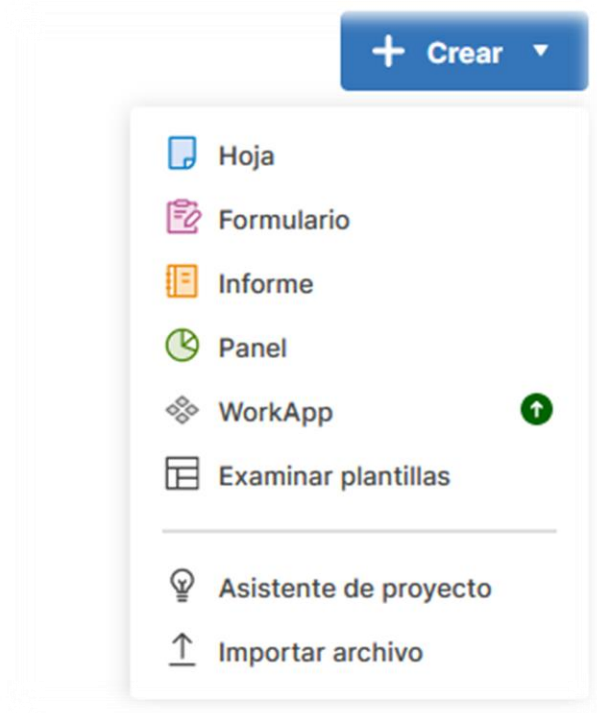 Crear
Hoja
Formulario
Informe
Panel
WorkApp
Examinar plantillas
Asistente de proyecto
Importar archivo